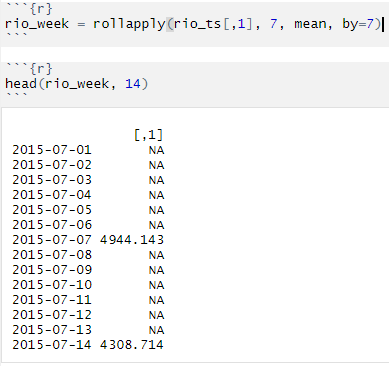 ```{r}
rio_week = rollapply(rio_ts[,1], 7, mean, by=7)
```
```{r}
head(rio_week, 14)
```
[,1]
2015-07-01 NA
2015-07-02 NA
2015-07-03 NA
2015-07-04 NA
2015-07-05 NA
2015-07-06 NA
2015-07-07 4944.143
2015-07-08 NA
2015-07-09 NA
2015-07-10 NA
2015-07-11 NA
2015-07-12 NA
2015-07-13 NA
2015-07-14 4308.714